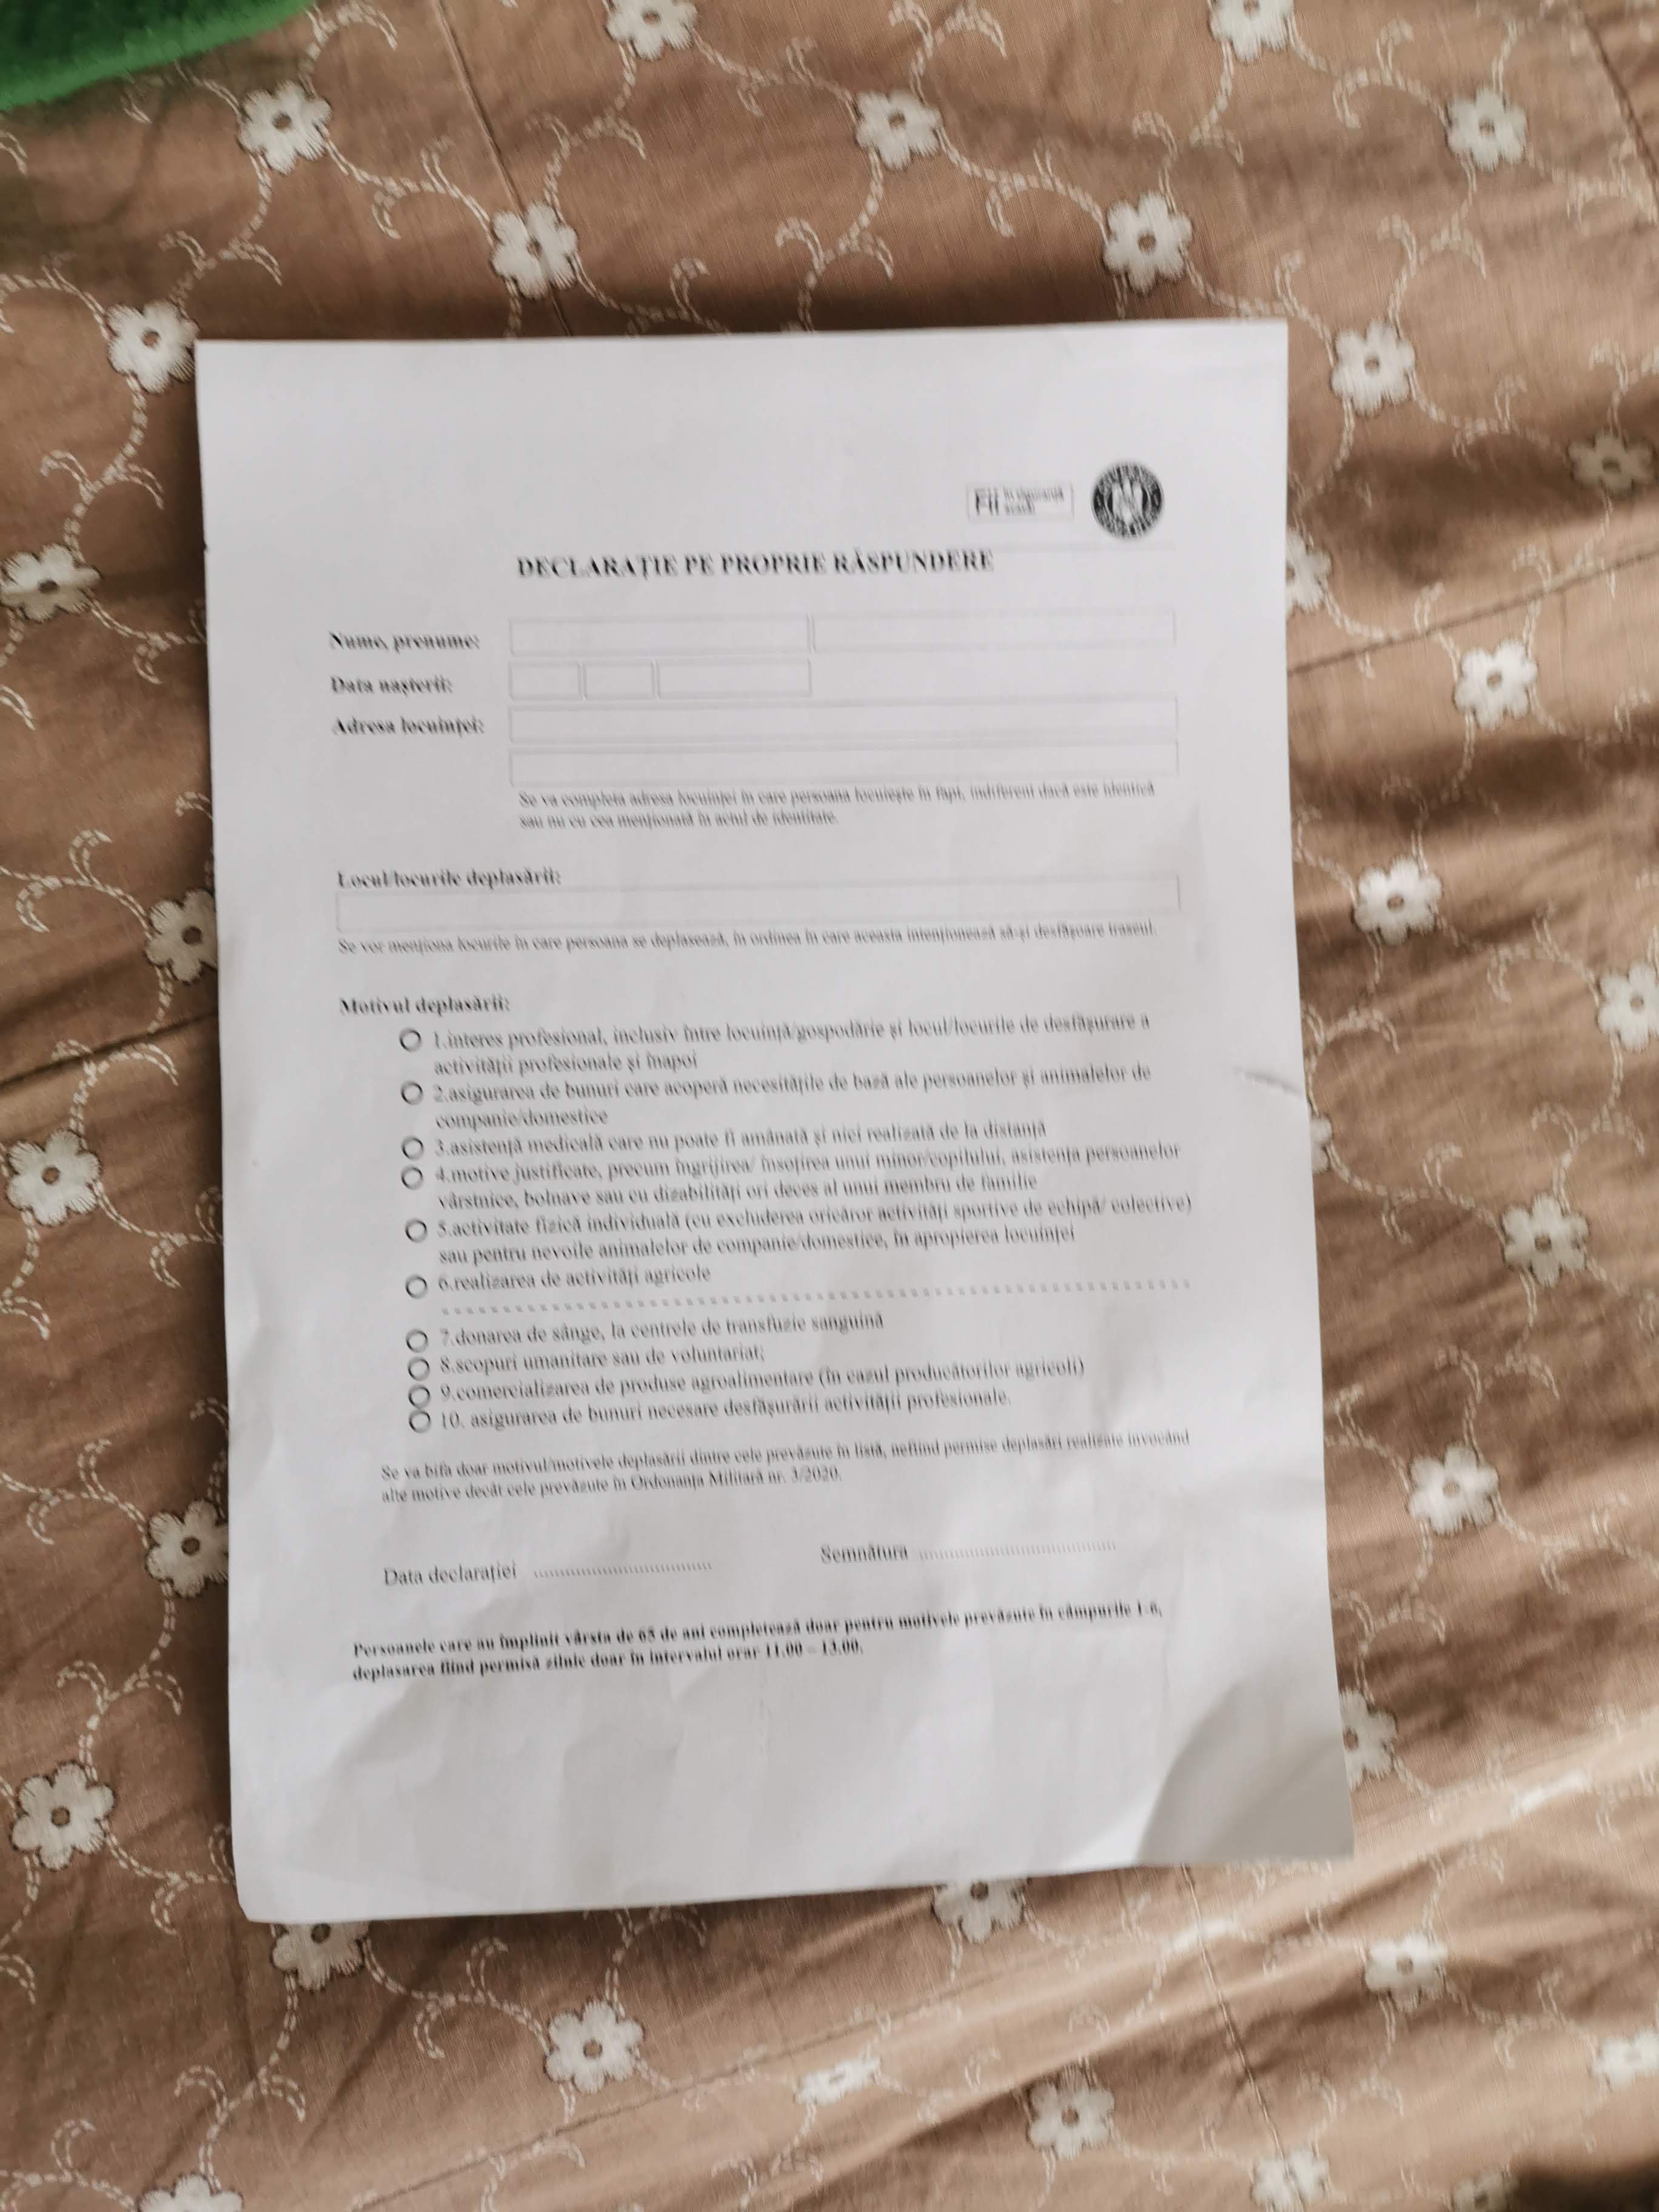 Fii în siguranță
acasă!
DECLARAȚIE PE PROPRIE RĂSPUNDERE
Nume, prenume:
Data nașterii:
Adresa locuinței:
Se va completa adresa locuinței în care persoana locuiește în fapt, indiferent dacă este identică
sau nu cu cea menționată în actul de identitate.
Locul/locurile deplasării:
Se vor menționa locurile în care persoana se deplasează, în ordinea în care aceasta intenționează să-și desfășoare traseul.
Motivul deplasării:
1.interes profesional, inclusiv între locuință/gospodărie și locul/locurile de desfășurare a
activității profesionale și înapoi
2.asigurarea de bunuri care acoperă necesitățile de bază ale persoanelor și animalelor de
companie/domestice
3.asistență medicală care nu poate fi amânată și nici realizată de la distanță
4.motive justificate, precum îngrijirea/ însoțirea unui minor/copilului, asistența persoanelor
vârstnice, bolnave sau cu dizabilități ori deces al unui membru de familie
5.activitate fizică individuală (cu excluderea oricăror activități sportive de echipă/ colective)
sau pentru nevoile animalelor de companie/domestice, în apropierea locuinței
6.realizarea de activități agricole
7.donarea de sânge, la centrele de transfuzie sanguină
8.scopuri umanitare sau de voluntariat;
9.comercializarea de produse agroalimentare (în cazul producătorilor agricoli)
10. asigurarea de bunuri necesare desfășurării activității profesionale.
Se va bifa doar motivul/motivele deplasării dintre cele prevăzute în listă, nefiind permise deplasări realizate invocând
alte motive decât cele prevăzute în Ordonanța Militară nr. 3/2020.
Data declarației ....................................
Semnătura ........................................
Persoanele care au împlinit vârsta de 65 de ani completează doar pentru motivele prevăzute în câmpurile 1-6,
deplasarea fiind permisă zilnic doar în intervalul orar 11.00 – 13.00.